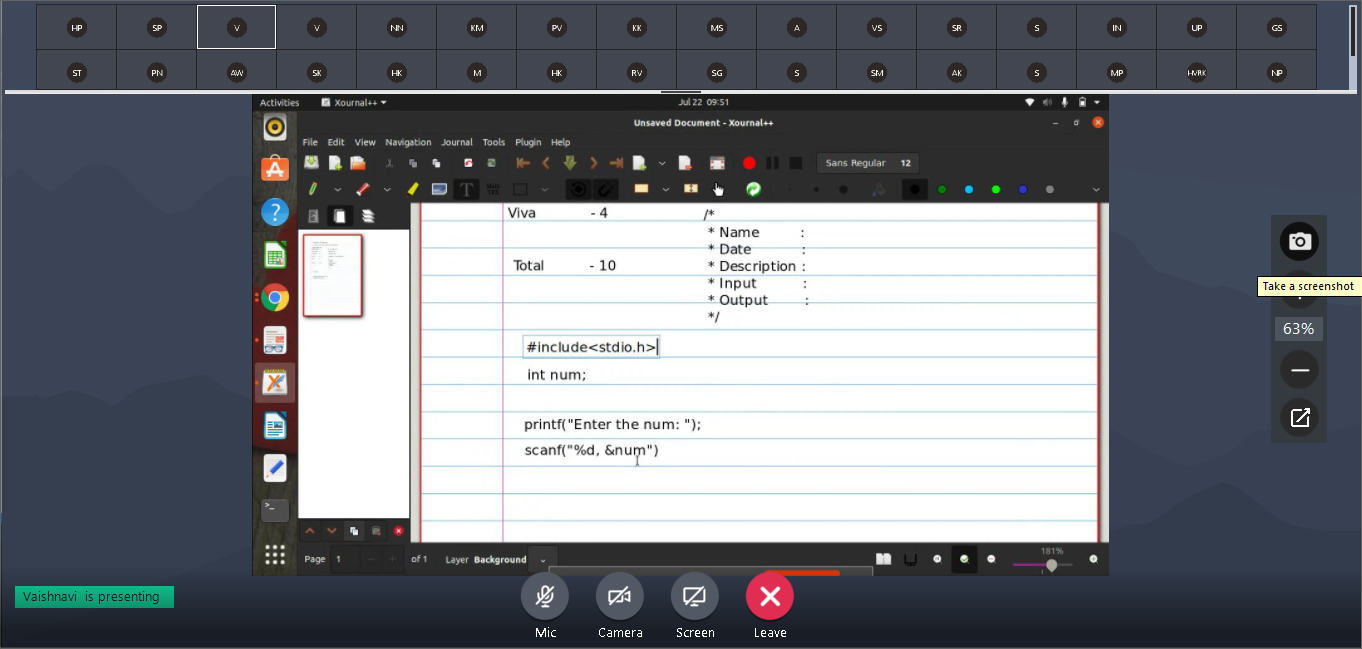 HP SP V V NN KM PV KK MS A VS SR S IN UP GS
ST PN AW SK HK M HK RV SG S SM AK S MP HVRK NP
Activities Xournal++ Jul 22 09:51
Unsaved Document - Xournal++
File Edit View Navigation Journal Tools Plugin Help
Sans Regular 12
Viva - 4 /*
* Name :
* Date :
Total - 10 * Description :
* Input :
* Output :
*/
#include<stdio.h>
int num;
printf("Enter the num: ");
scanf("%d, &num")
Page 1 of 1 Layer Background 181%
Take a screenshot
63%
Vaishnavi is presenting
Mic Camera Screen Leave